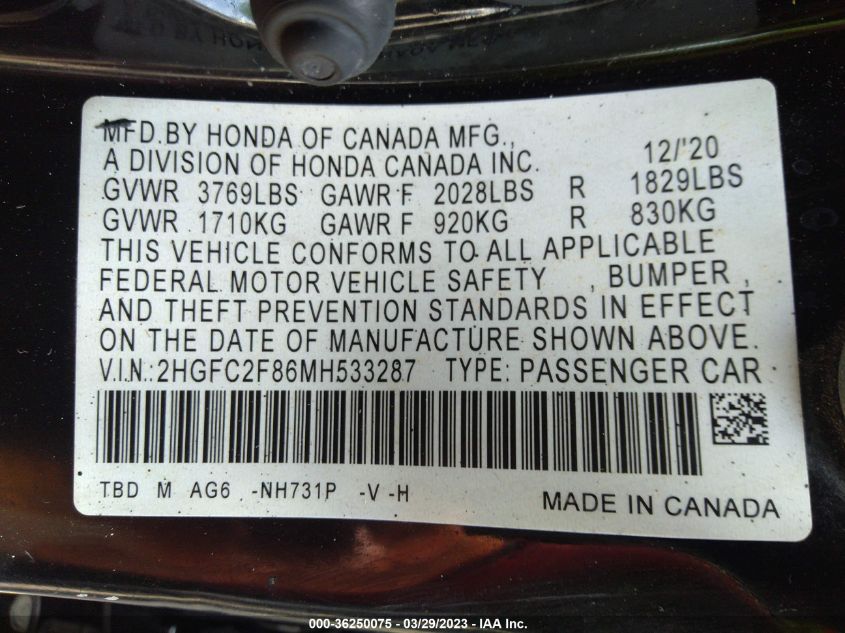 MFD.BY HONDA OF CANADA MFG.,
A DIVISION OF HONDA CANADA INC. 12/'20
GVWR 3769LBS GAWR F 2028LBS R 1829LBS
GVWR 1710KG GAWR F 920KG R 830KG
THIS VEHICLE CONFORMS TO ALL APPLICABLE
FEDERAL MOTOR VEHICLE SAFETY , BUMPER ,
AND THEFT PREVENTION STANDARDS IN EFFECT
ON THE DATE OF MANUFACTURE SHOWN ABOVE.
V.I.N.:2HGFC2F86MH533287 TYPE: PASSENGER CAR
TBD M AG6 -NH731P -V -H
MADE IN CANADA
000-36250075 - 03/29/2023 - I.A.A.I Inc.